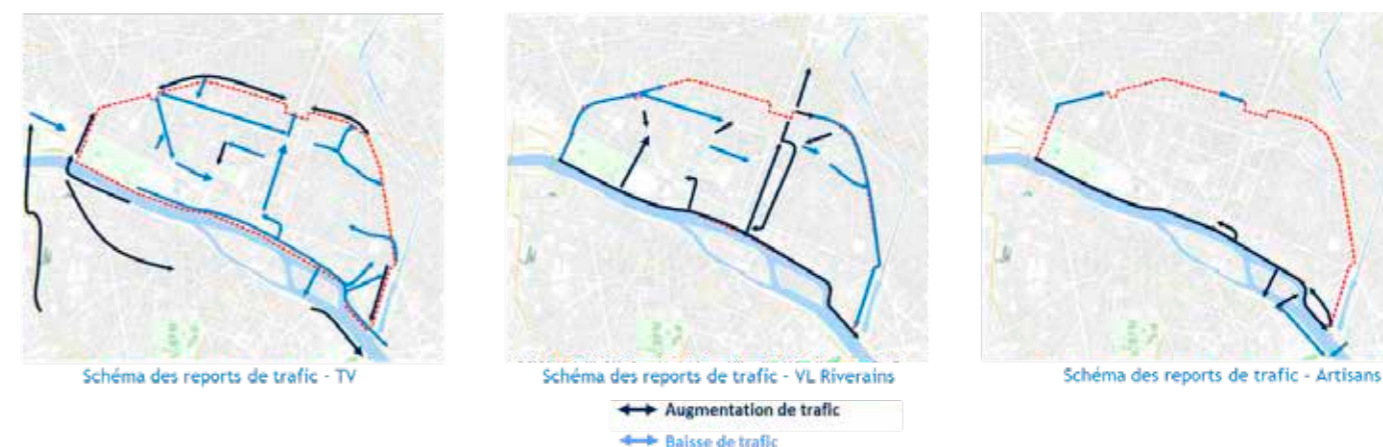 Schéma des reports de trafic - TV
Schéma des reports de trafic - VL Riverains
Schéma des reports de trafic - Artisans
Augmentation de trafic
Baisse de trafic